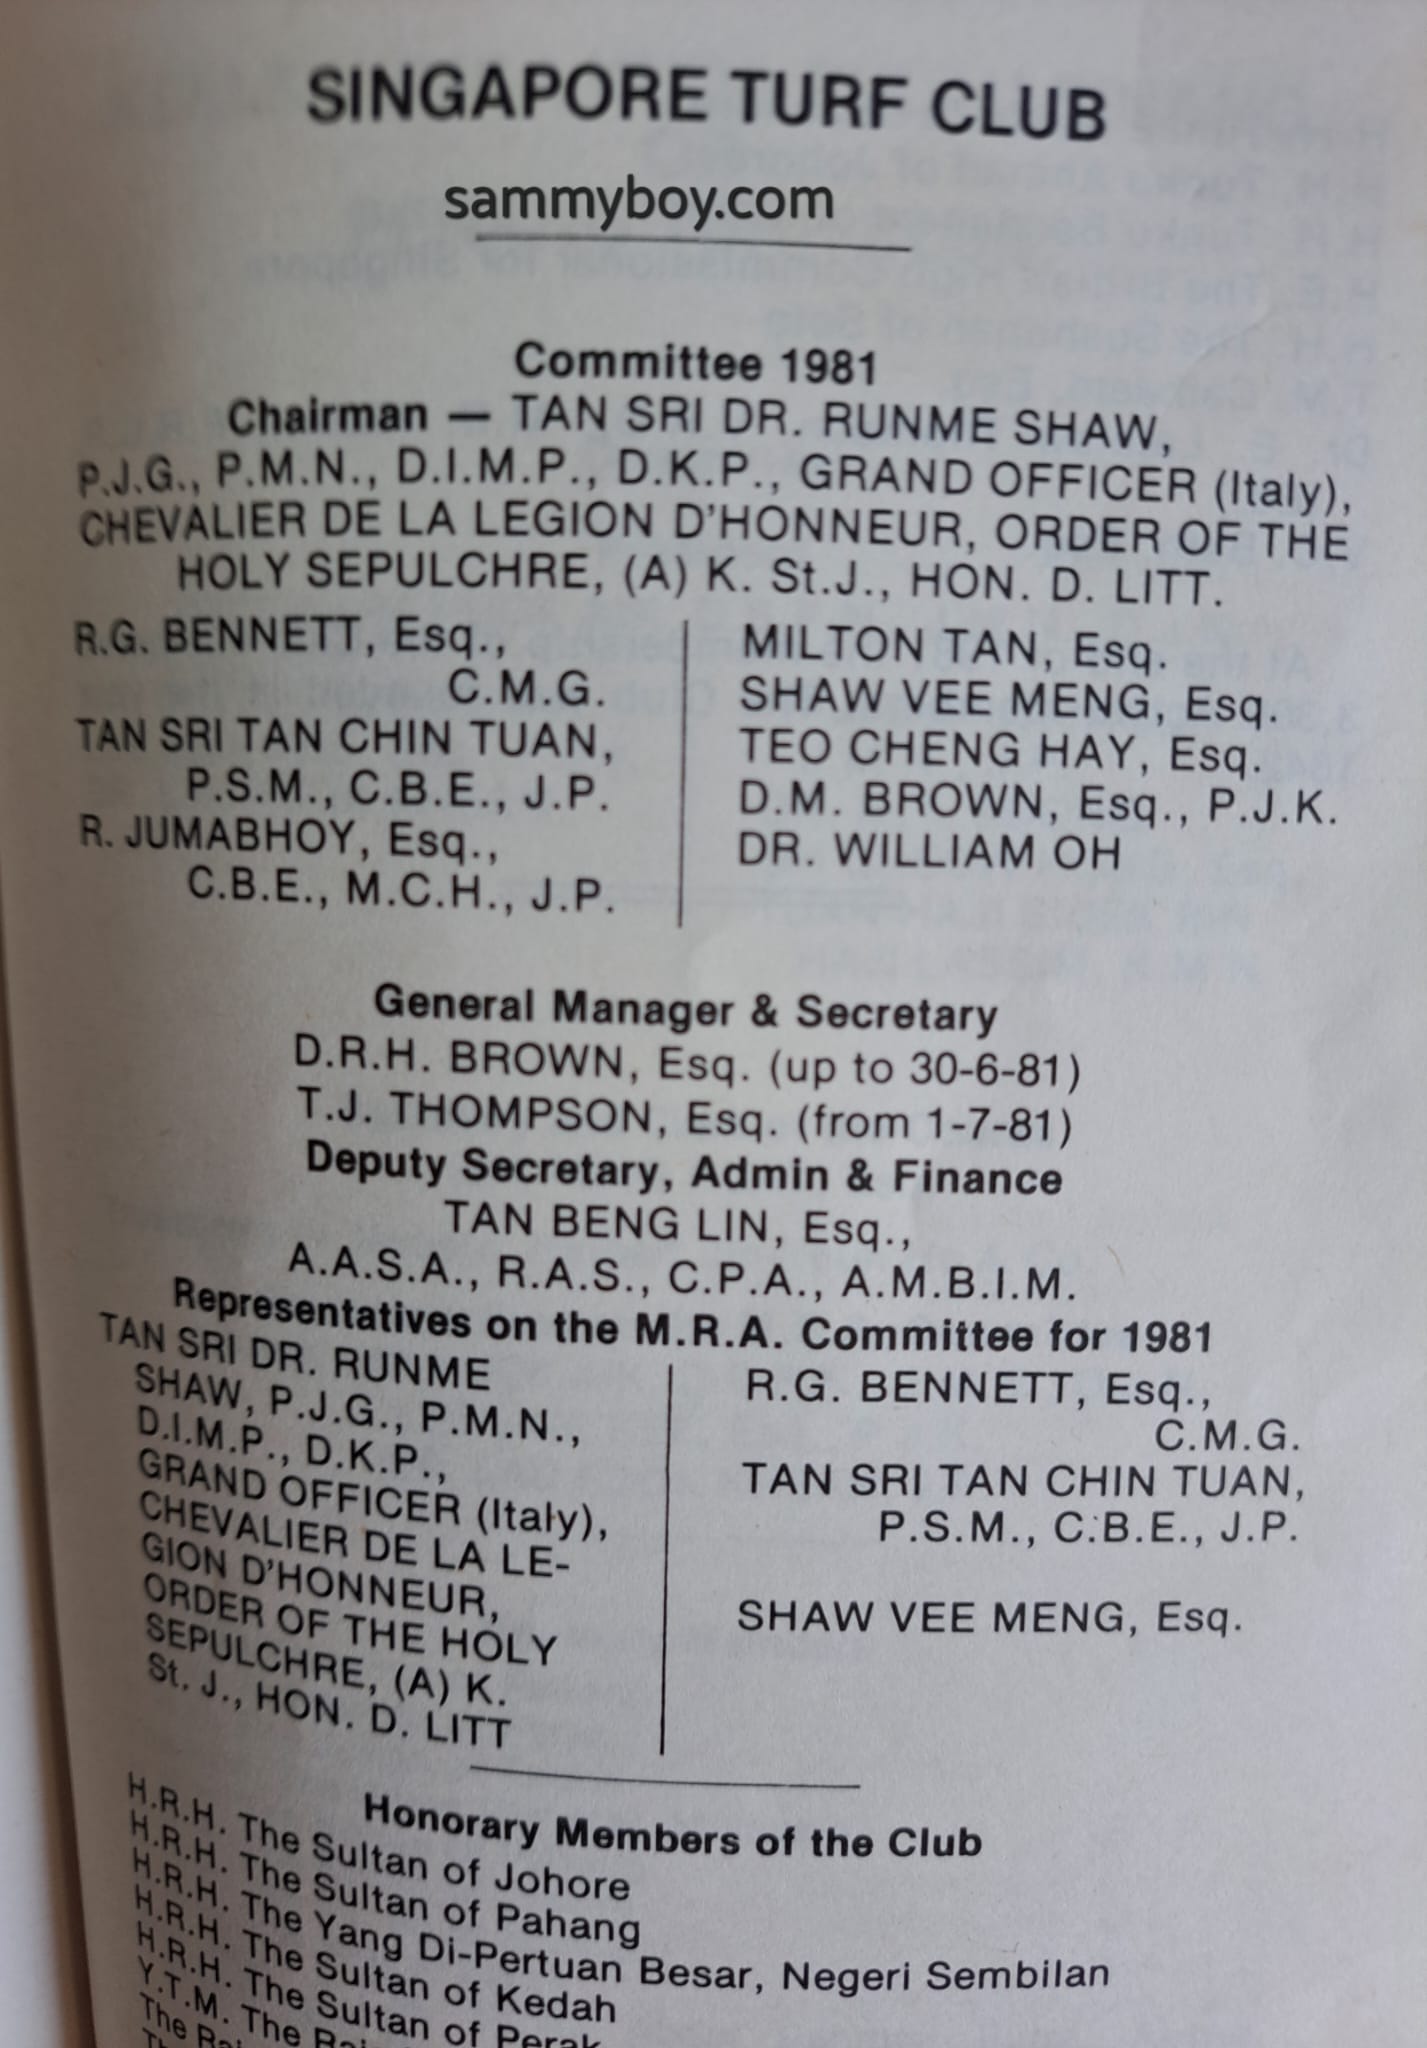 SINGAPORE TURF CLUB
sammyboy.com
Committee 1981
Chairman — TAN SRI DR. RUNME SHAW,
P.J.G., P.M.N., D.I.M.P., D.K.P., GRAND OFFICER (Italy),
CHEVALIER DE LA LEGION D'HONNEUR, ORDER OF THE
HOLY SEPULCHRE, (A) K. St.J., HON. D. LITT.
R.G. BENNETT, Esq.,
C.M.G.
TAN SRI TAN CHIN TUAN,
P.S.M., C.B.E., J.P.
R. JUMABHOY, Esq.,
C.B.E., M.C.H., J.P.
MILTON TAN, Esq.
SHAW VEE MENG, Esq.
TEO CHENG HAY, Esq.
D.M. BROWN, Esq., P.J.K.
DR. WILLIAM OH
General Manager & Secretary
D.R.H. BROWN, Esq. (up to 30-6-81)
T.J. THOMPSON, Esq. (from 1-7-81)
Deputy Secretary, Admin & Finance
TAN BENG LIN, Esq.,
A.A.S.A., R.A.S., C.P.A., A.M.B.I.M.
Representatives on the M.R.A. Committee for 1981
TAN SRI DR. RUNME
SHAW, P.J.G., P.M.N.,
D.I.M.P., D.K.P.,
GRAND OFFICER (Italy),
CHEVALIER DE LA LE-
GION D'HONNEUR,
ORDER OF THE HOLY
SEPULCHRE, (A) K.
St. J., HON. D. LITT
R.G. BENNETT, Esq.,
C.M.G.
TAN SRI TAN CHIN TUAN,
P.S.M., C.B.E., J.P.
SHAW VEE MENG, Esq.
Honorary Members of the Club
H.R.H. The Sultan of Johore
H.R.H. The Sultan of Pahang
H.R.H. The Yang Di-Pertuan Besar, Negeri Sembilan
H.R.H. The Sultan of Kedah
H.R.H. The Sultan of Perak
Y.T.M. The
The